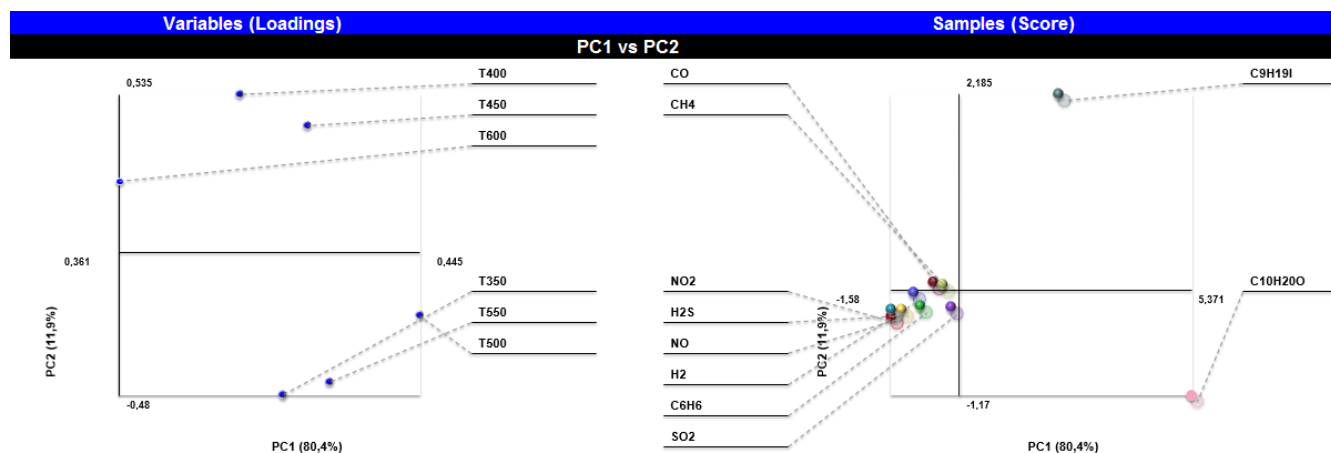 Variables (Loadings)
Samples (Score)
PC1 vs PC2
0,535
T400
T450
T600
0,361
0,445
T350
T550
T500
-0,48
PC2 (11,9%)
PC1 (80,4%)
CO
CH4
2,185
C9H19I
NO2
H2S
NO
H2
C6H6
SO2
-1,58
5,371
C10H20O
-1,17
PC2 (11,9%)
PC1 (80,4%)